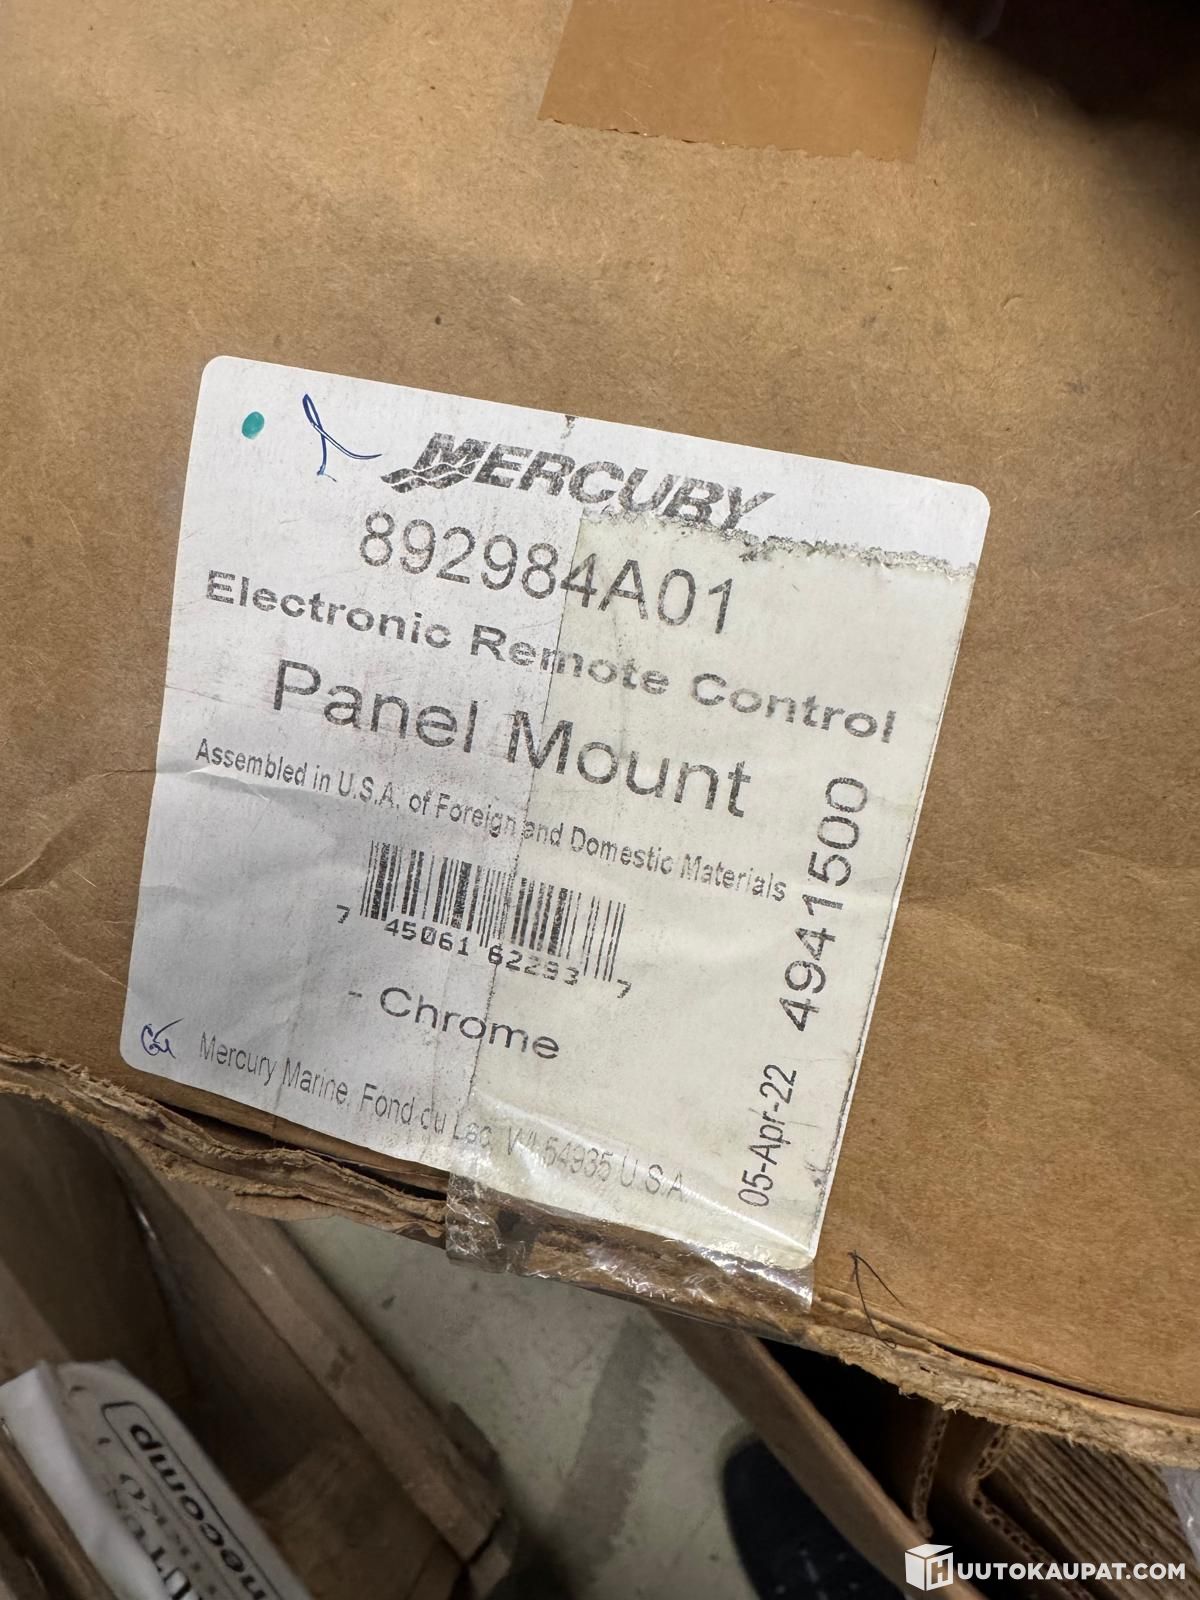 MERCURY
892984A01
Electronic Remote Control
Panel Mount
Assembled in U.S.A. of Foreign and Domestic Materials
7 45061 62293 7
- Chrome
Mercury Marine, Fond du Lac, WI 54935 U.S.A.
05-Apr-22 4941500
necomp
HUUTOKAUPAT.COM